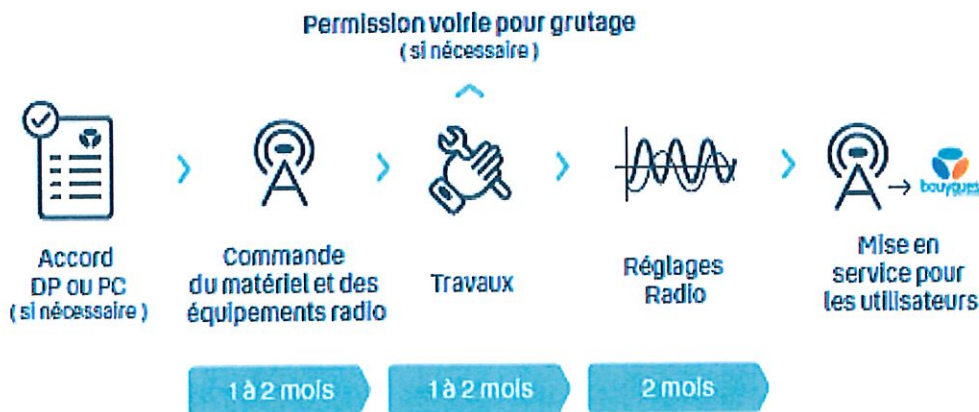 Permission voirie pour grutage
( si nécessaire )
Accord
DP ou PC
( si nécessaire )
Commande
du matériel et des
équipements radio
Travaux
Réglages
Radio
bouygues
Mise en
service pour
les utilisateurs
1 à 2 mois
1 à 2 mois
2 mois